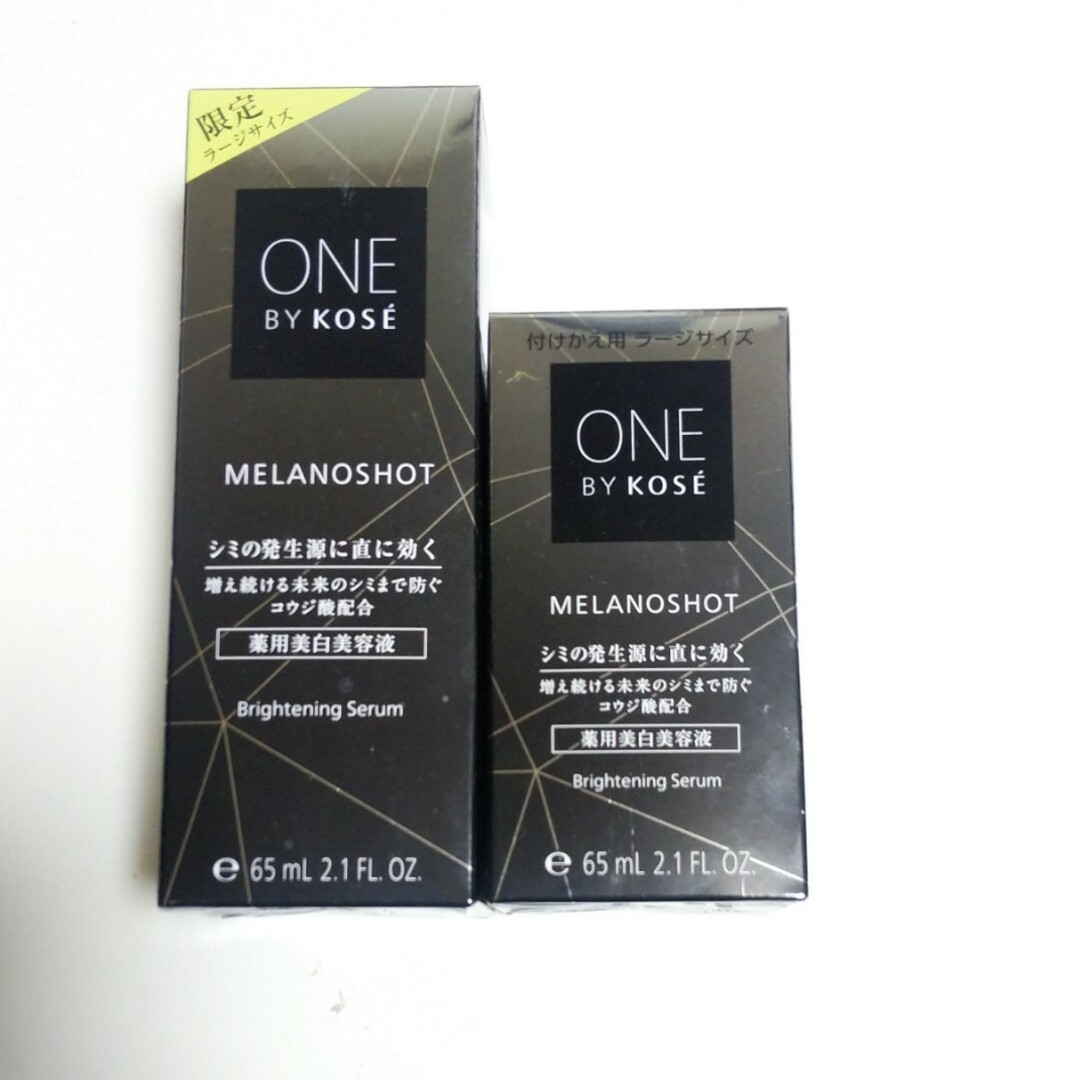 限定
ラージサイズ
ONE
BY KOSÉ
MELANOSHOT
シミの発生源に直に効く
増え続ける未来のシミまで防ぐ
コウジ酸配合
薬用美白美容液
Brightening Serum
℮ 65 mL 2.1 FL. OZ.
付けかえ用 ラージサイズ
ONE
BY KOSÉ
MELANOSHOT
シミの発生源に直に効く
増え続ける未来のシミまで防ぐ
コウジ酸配合
薬用美白美容液
Brightening Serum
℮ 65 mL 2.1 FL. OZ.